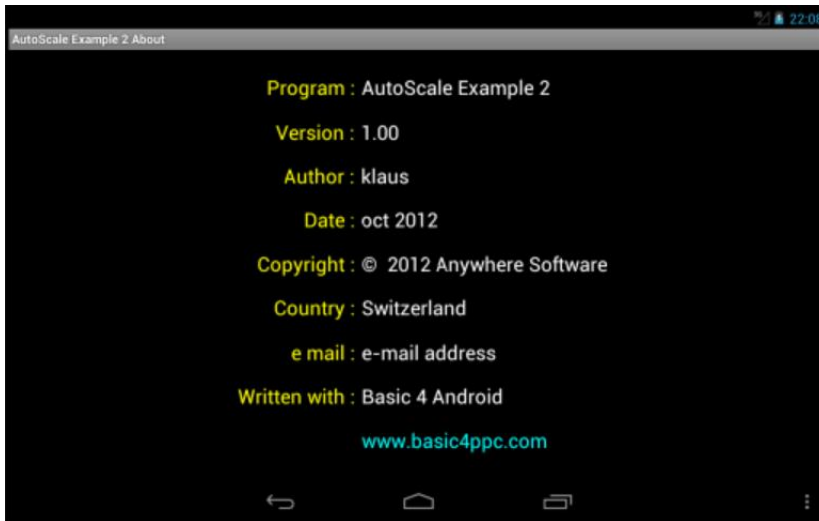 22:08
AutoScale Example 2 About
Program : AutoScale Example 2
Version : 1.00
Author : klaus
Date : oct 2012
Copyright : © 2012 Anywhere Software
Country : Switzerland
e mail : e-mail address
Written with : Basic 4 Android
www.basic4ppc.com